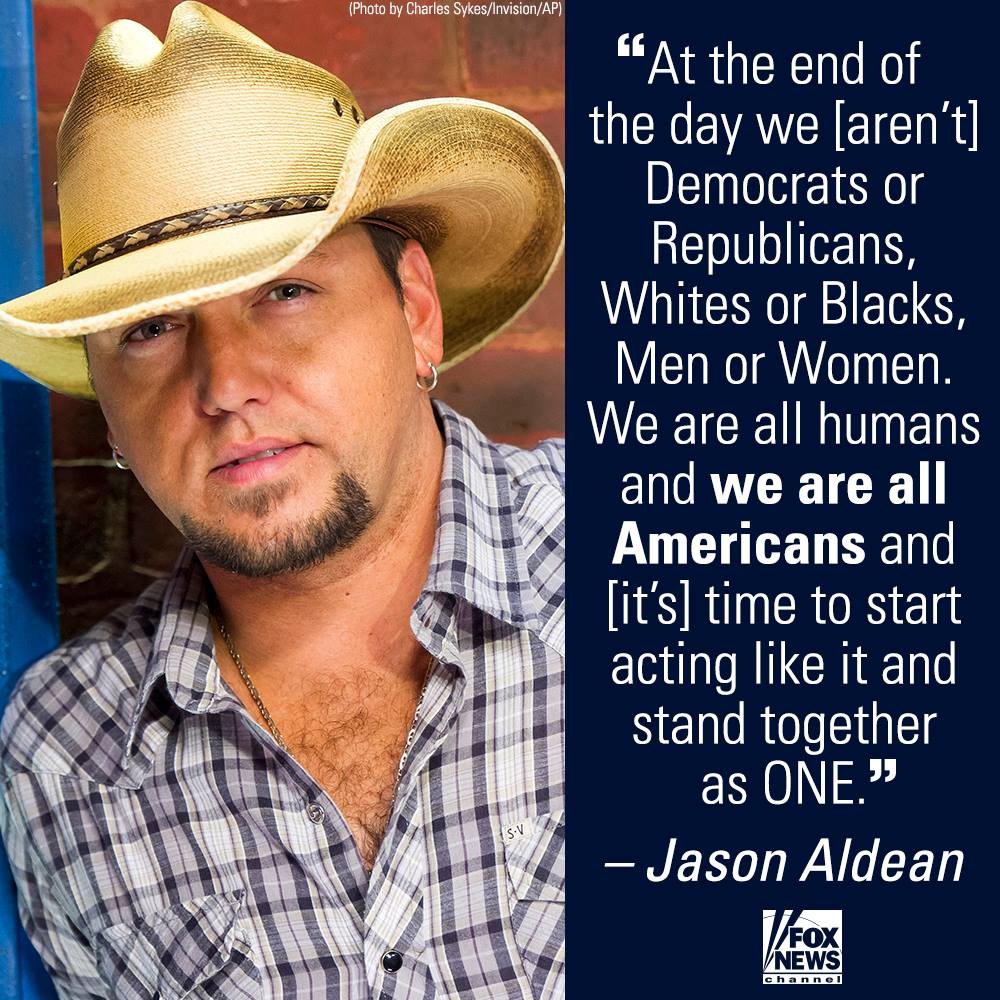 (Photo by Charles Sykes/Invision/AP)
“At the end of
the day we [aren’t]
Democrats or
Republicans,
Whites or Blacks,
Men or Women.
We are all humans
and we are all
Americans and
[it’s] time to start
acting like it and
stand together
as ONE.”
– Jason Aldean
S·V
FOX
NEWS
channel